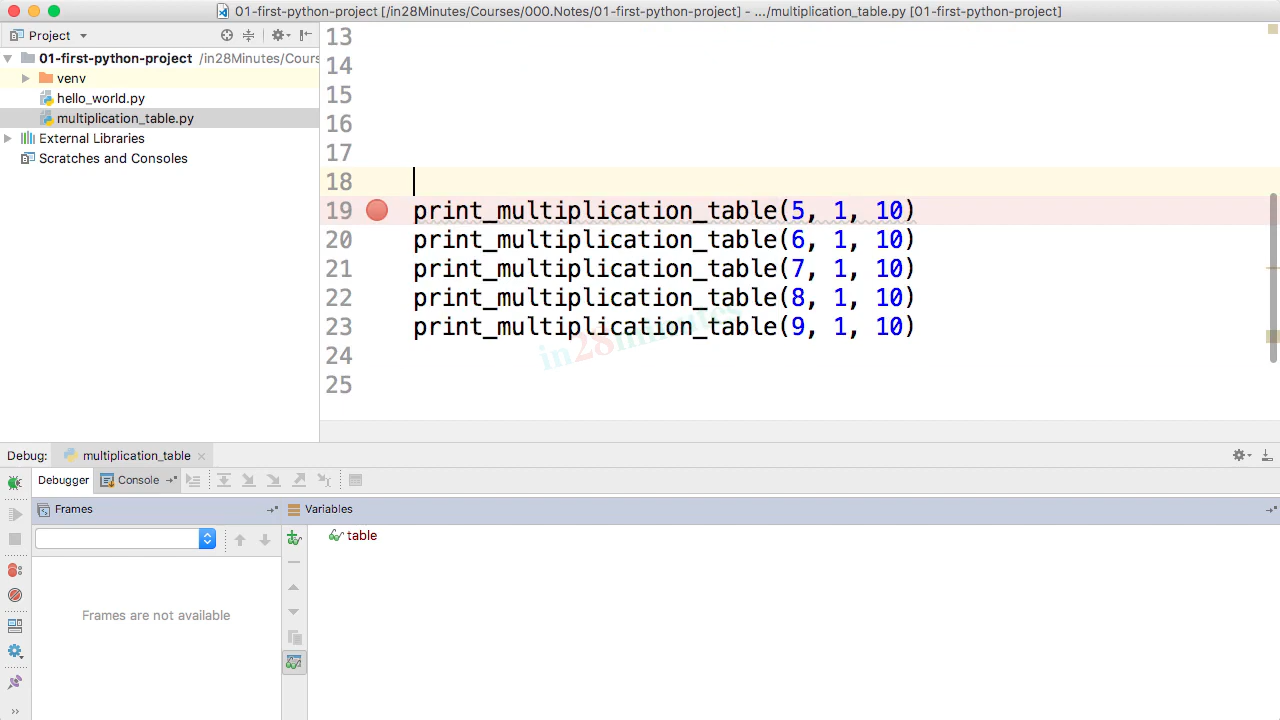 01-first-python-project [/in28Minutes/Courses/000.Notes/01-first-python-project] - .../multiplication_table.py [01-first-python-project]
Project
01-first-python-project /in28Minutes/Cours
venv
hello_world.py
multiplication_table.py
External Libraries
Scratches and Consoles
13
14
15
16
17
18
19 print_multiplication_table(5, 1, 10)
20 print_multiplication_table(6, 1, 10)
21 print_multiplication_table(7, 1, 10)
22 print_multiplication_table(8, 1, 10)
23 print_multiplication_table(9, 1, 10)
24
25
in28minutes
Debug: multiplication_table
Debugger Console
Frames
Variables
table
Frames are not available